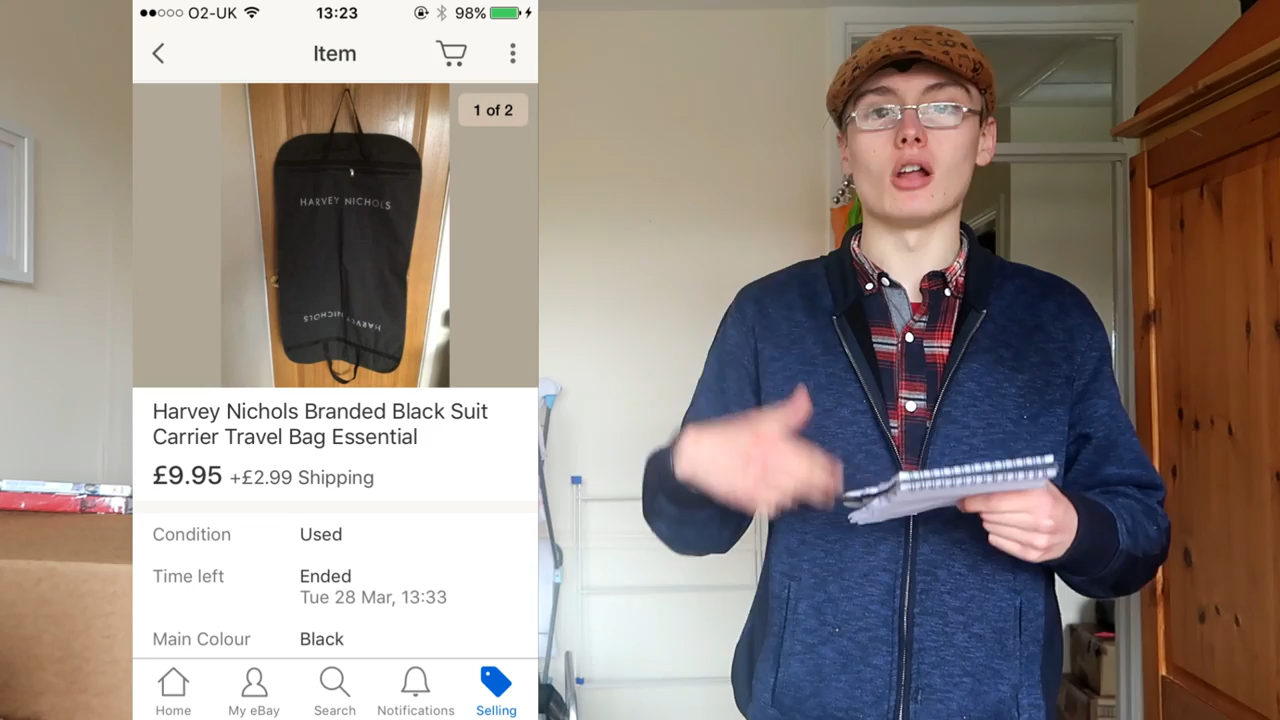 O2-UK 13:23 98%
Item
1 of 2
HARVEY NICHOLS
HARVEY NICHOLS
Harvey Nichols Branded Black Suit
Carrier Travel Bag Essential
£9.95 +£2.99 Shipping
Condition Used
Time left Ended
Tue 28 Mar, 13:33
Main Colour Black
Home My eBay Search Notifications Selling